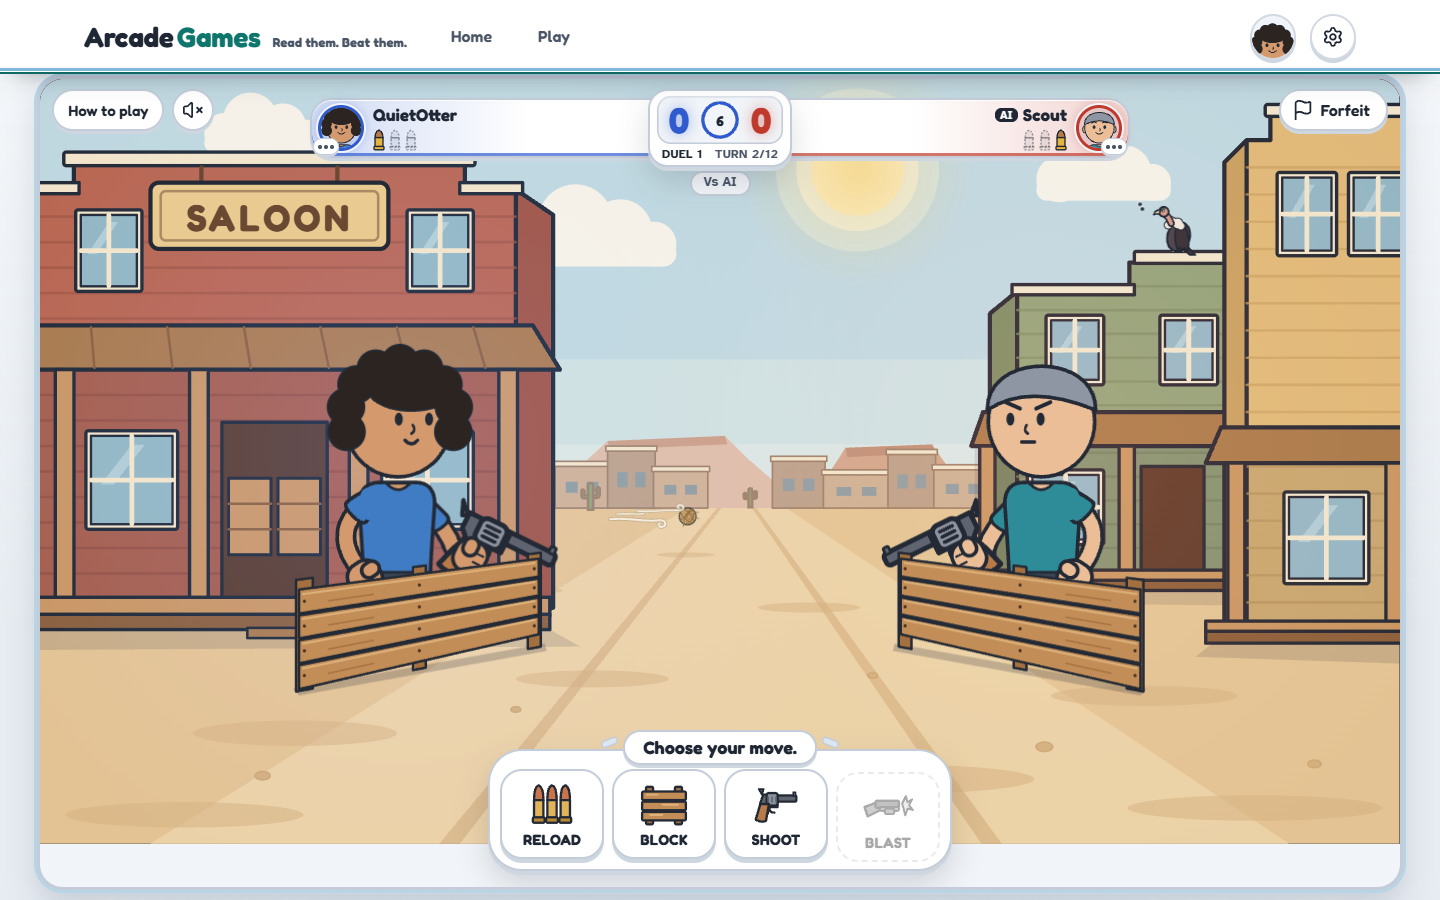 Arcade Games Read them. Beat them. Home Play
How to play
QuietOtter
0 6 0
DUEL 1 TURN 2/12
Vs AI
AI Scout
Forfeit
SALOON
Choose your move.
RELOAD BLOCK SHOOT BLAST